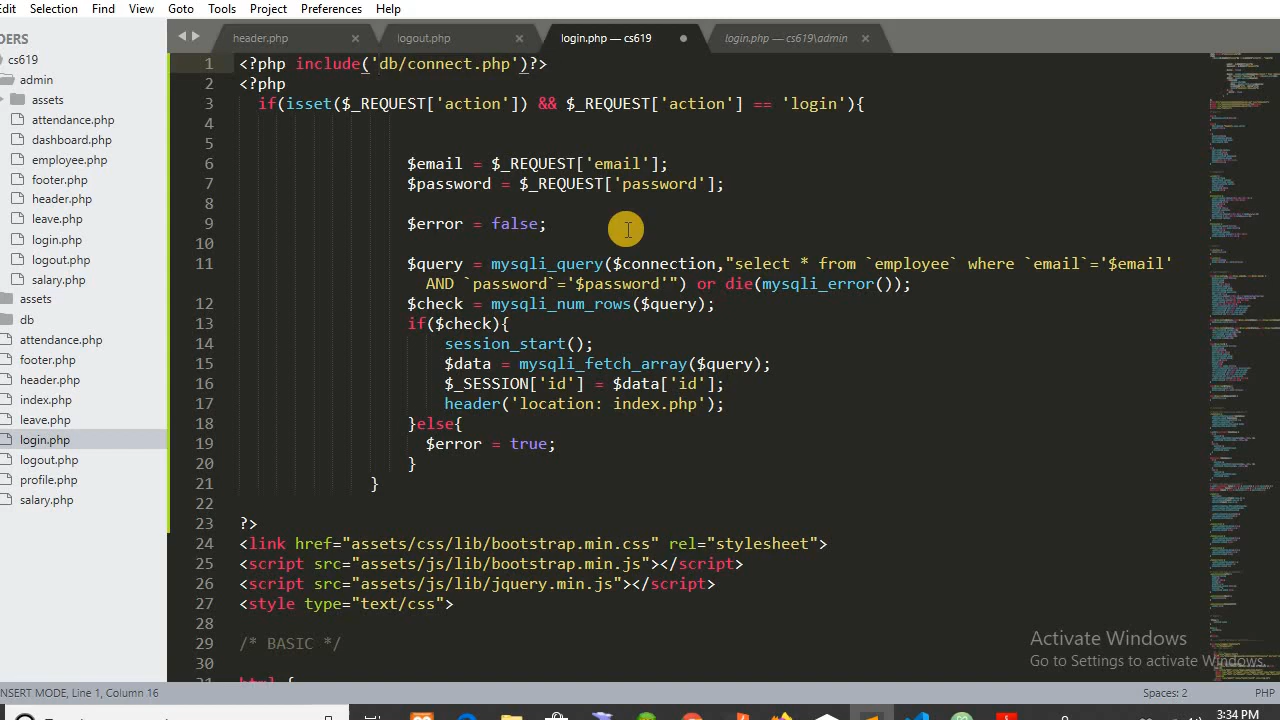 Edit Selection Find View Goto Tools Project Preferences Help
header.php × logout.php × login.php — cs619 login.php — cs619\admin ×
cs619
admin
assets
attendance.php
dashboard.php
employee.php
footer.php
header.php
leave.php
login.php
logout.php
salary.php
assets
db
attendance.php
footer.php
header.php
index.php
leave.php
login.php
logout.php
profile.php
salary.php
1 <?php include('db/connect.php')?>
2 <?php
3 if(isset($_REQUEST['action']) && $_REQUEST['action'] == 'login'){
4
5
6 $email = $_REQUEST['email'];
7 $password = $_REQUEST['password'];
8
9 $error = false;
10
11 $query = mysqli_query($connection,"select * from `employee` where `email`='$email'
AND `password`='$password'") or die(mysqli_error());
12 $check = mysqli_num_rows($query);
13 if($check){
14 session_start();
15 $data = mysqli_fetch_array($query);
16 $_SESSION['id'] = $data['id'];
17 header('location: index.php');
18 }else{
19 $error = true;
20 }
21 }
22
23 ?>
24 <link href="assets/css/lib/bootstrap.min.css" rel="stylesheet">
25 <script src="assets/js/lib/bootstrap.min.js"></script>
26 <script src="assets/js/lib/jquery.min.js"></script>
27 <style type="text/css">
28
29 /* BASIC */
30
31 html {
Activate Windows
Go to Settings to activate Windows.
NSERT MODE, Line 1, Column 16
Spaces: 2
PHP
3:34 PM